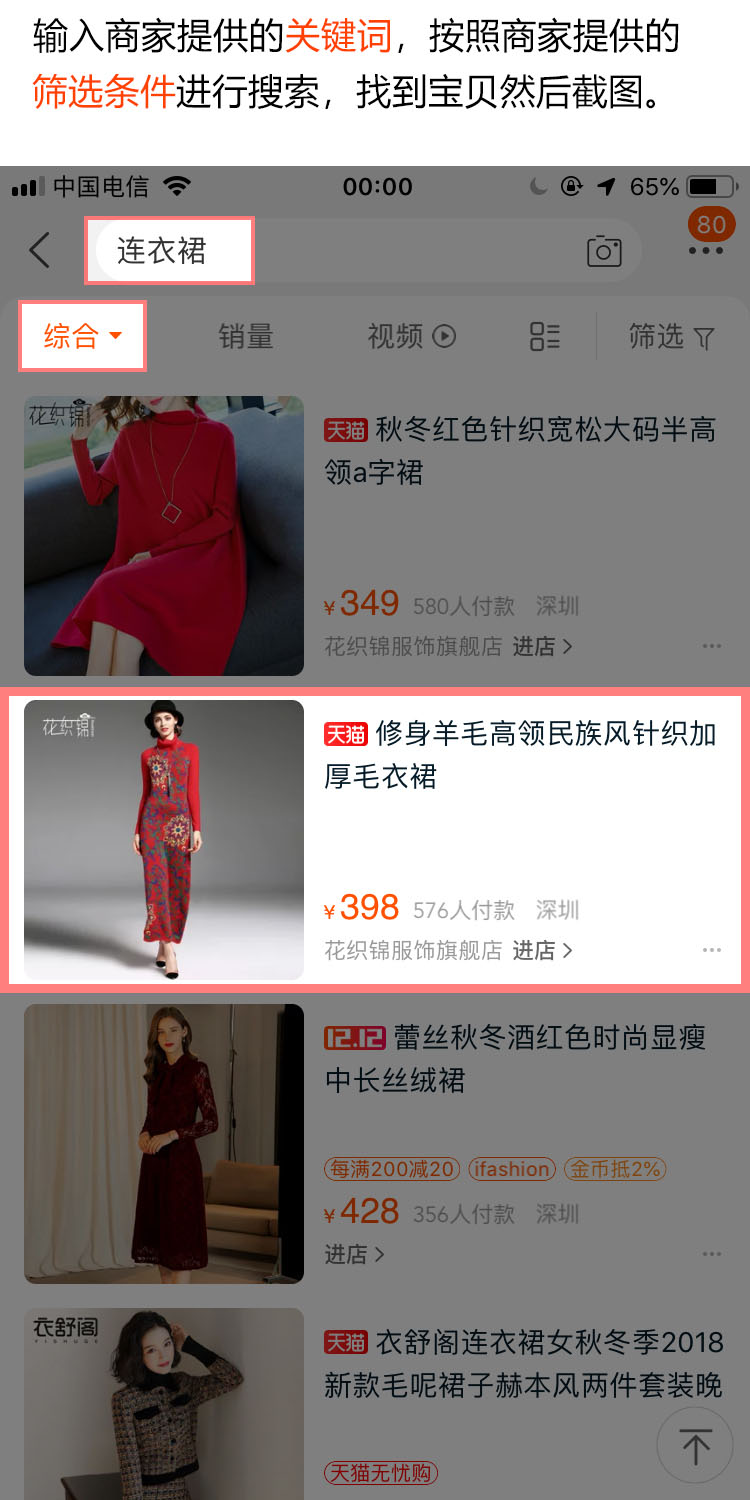 输入商家提供的关键词，按照商家提供的
筛选条件进行搜索，找到宝贝然后截图。
中国电信 00:00 65%
80
连衣裙
综合 销量 视频 筛选
花织锦
天猫 秋冬红色针织宽松大码半高
领a字裙
¥349 580人付款 深圳
花织锦服饰旗舰店 进店 >
花织锦
天猫 修身羊毛高领民族风针织加
厚毛衣裙
¥398 576人付款 深圳
花织锦服饰旗舰店 进店 >
12.12 蕾丝秋冬酒红色时尚显瘦
中长丝绒裙
每满200减20 ifashion 金币抵2%
¥428 356人付款 深圳
进店 >
衣舒阁
YISHUGE
天猫 衣舒阁连衣裙女秋冬季2018
新款毛呢裙子赫本风两件套装晚
天猫无忧购